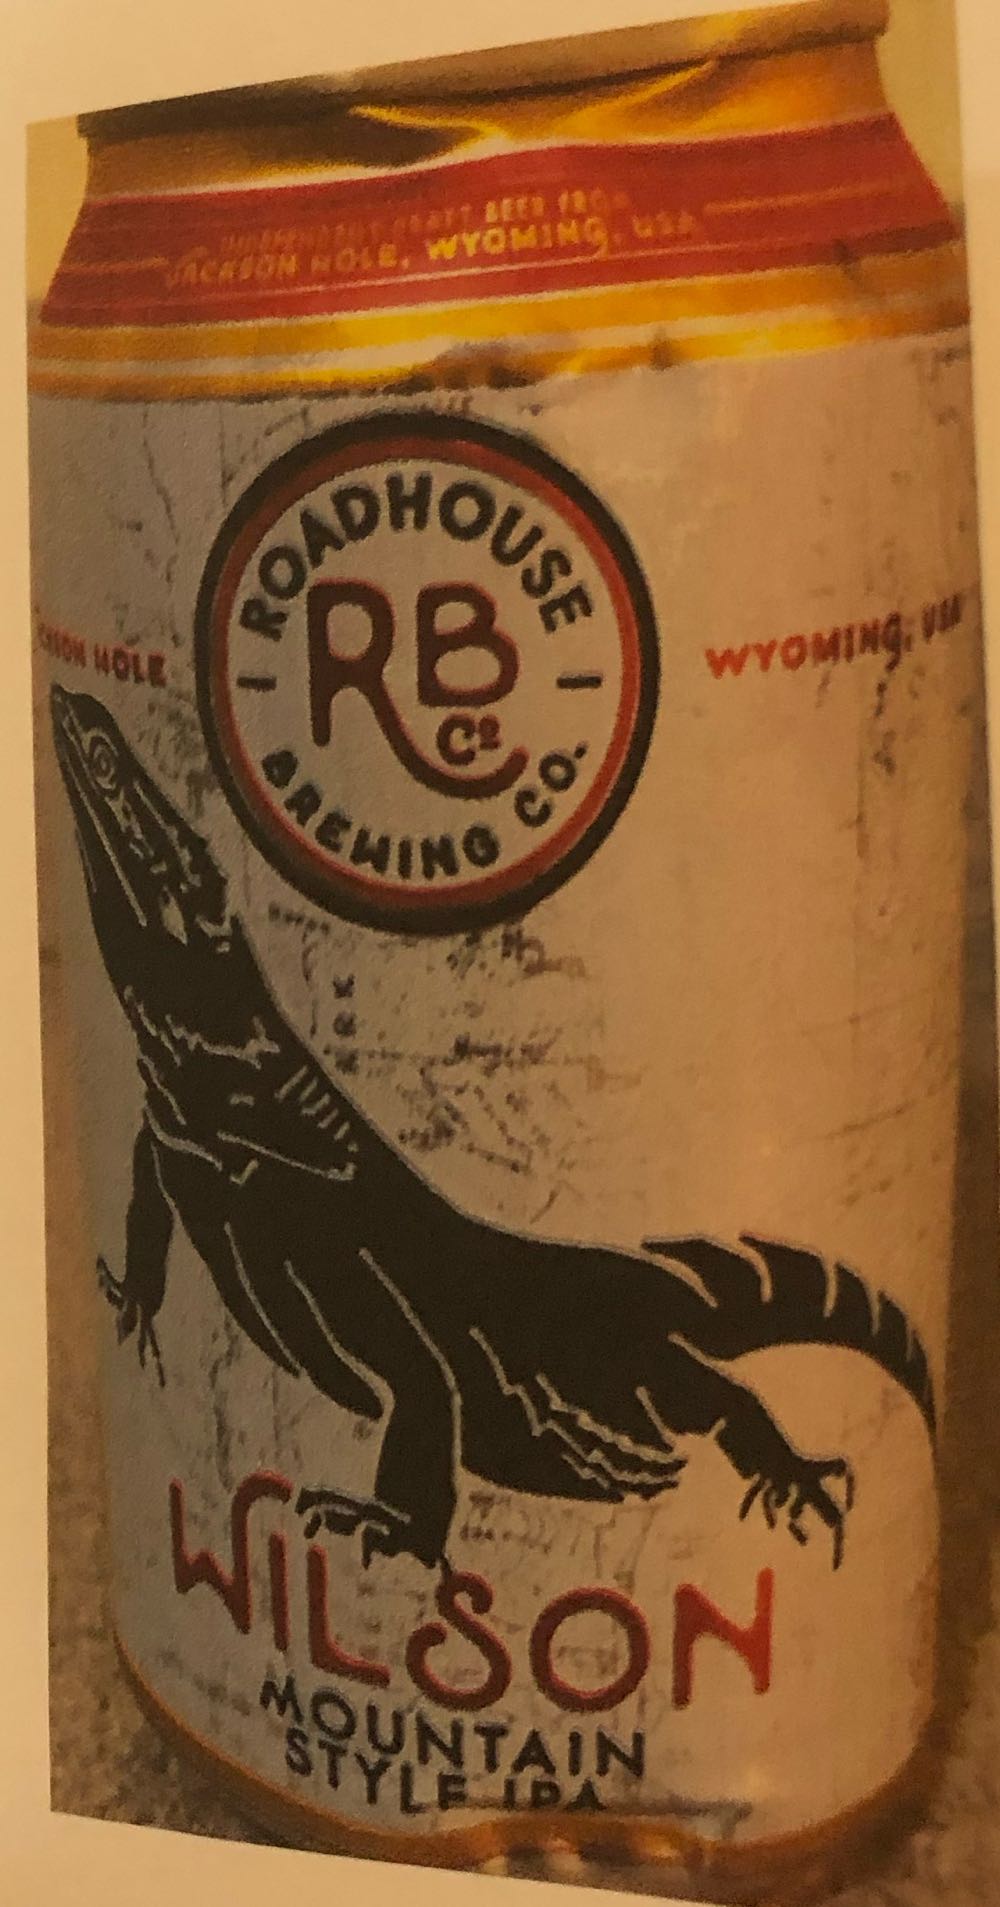 INDEPENDENT CRAFT BEER FROM
JACKSON HOLE, WYOMING, USA
ROADHOUSE
RB
Co
BREWING CO.
HOLE
WYOMING, USA
WILSON
MOUNTAIN
STYLE IPA